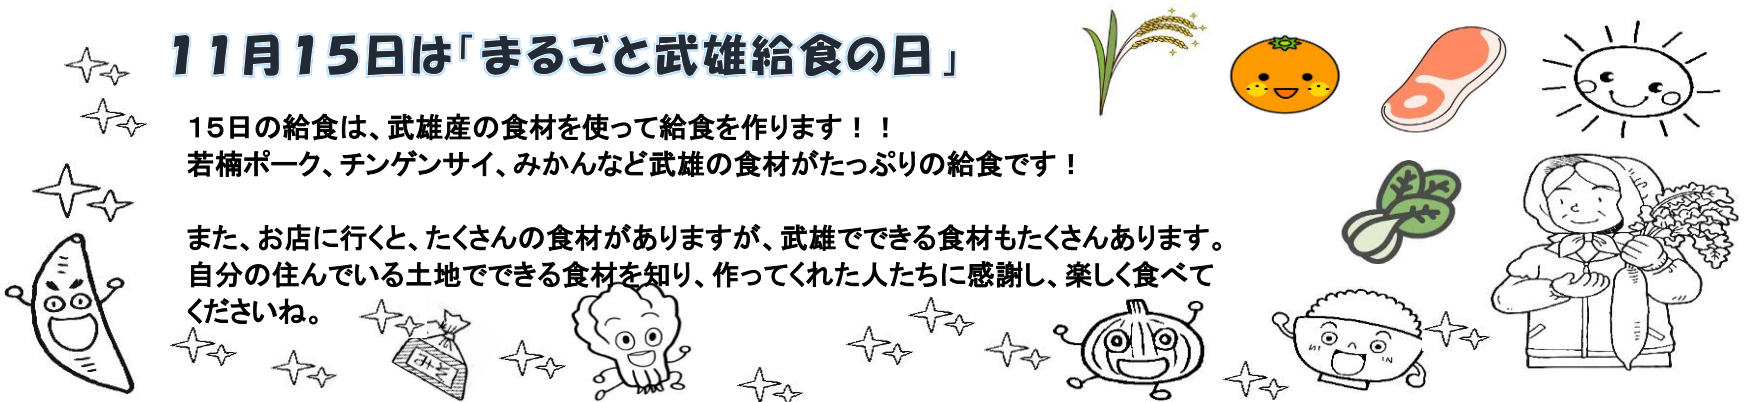 11月15日は「まるごと武雄給食の日」
15日の給食は、武雄産の食材を使って給食を作ります！！
若楠ポーク、チンゲンサイ、みかんなど武雄の食材がたっぷりの給食です！
また、お店に行くと、たくさんの食材がありますが、武雄でできる食材もたくさんあります。
自分の住んでいる土地でできる食材を知り、作ってくれた人たちに感謝し、楽しく食べて
くださいね。
みそ